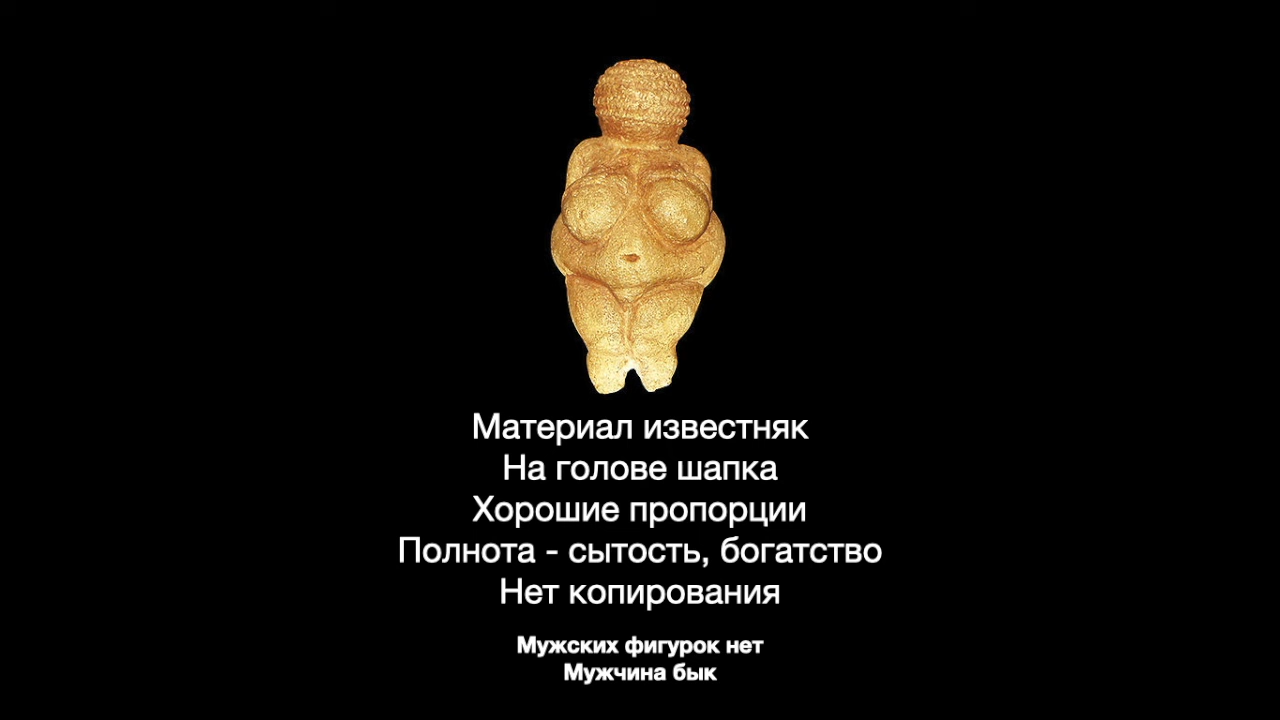 Материал известняк
На голове шапка
Хорошие пропорции
Полнота - сытость, богатство
Нет копирования
Мужских фигурок нет
Мужчина бык